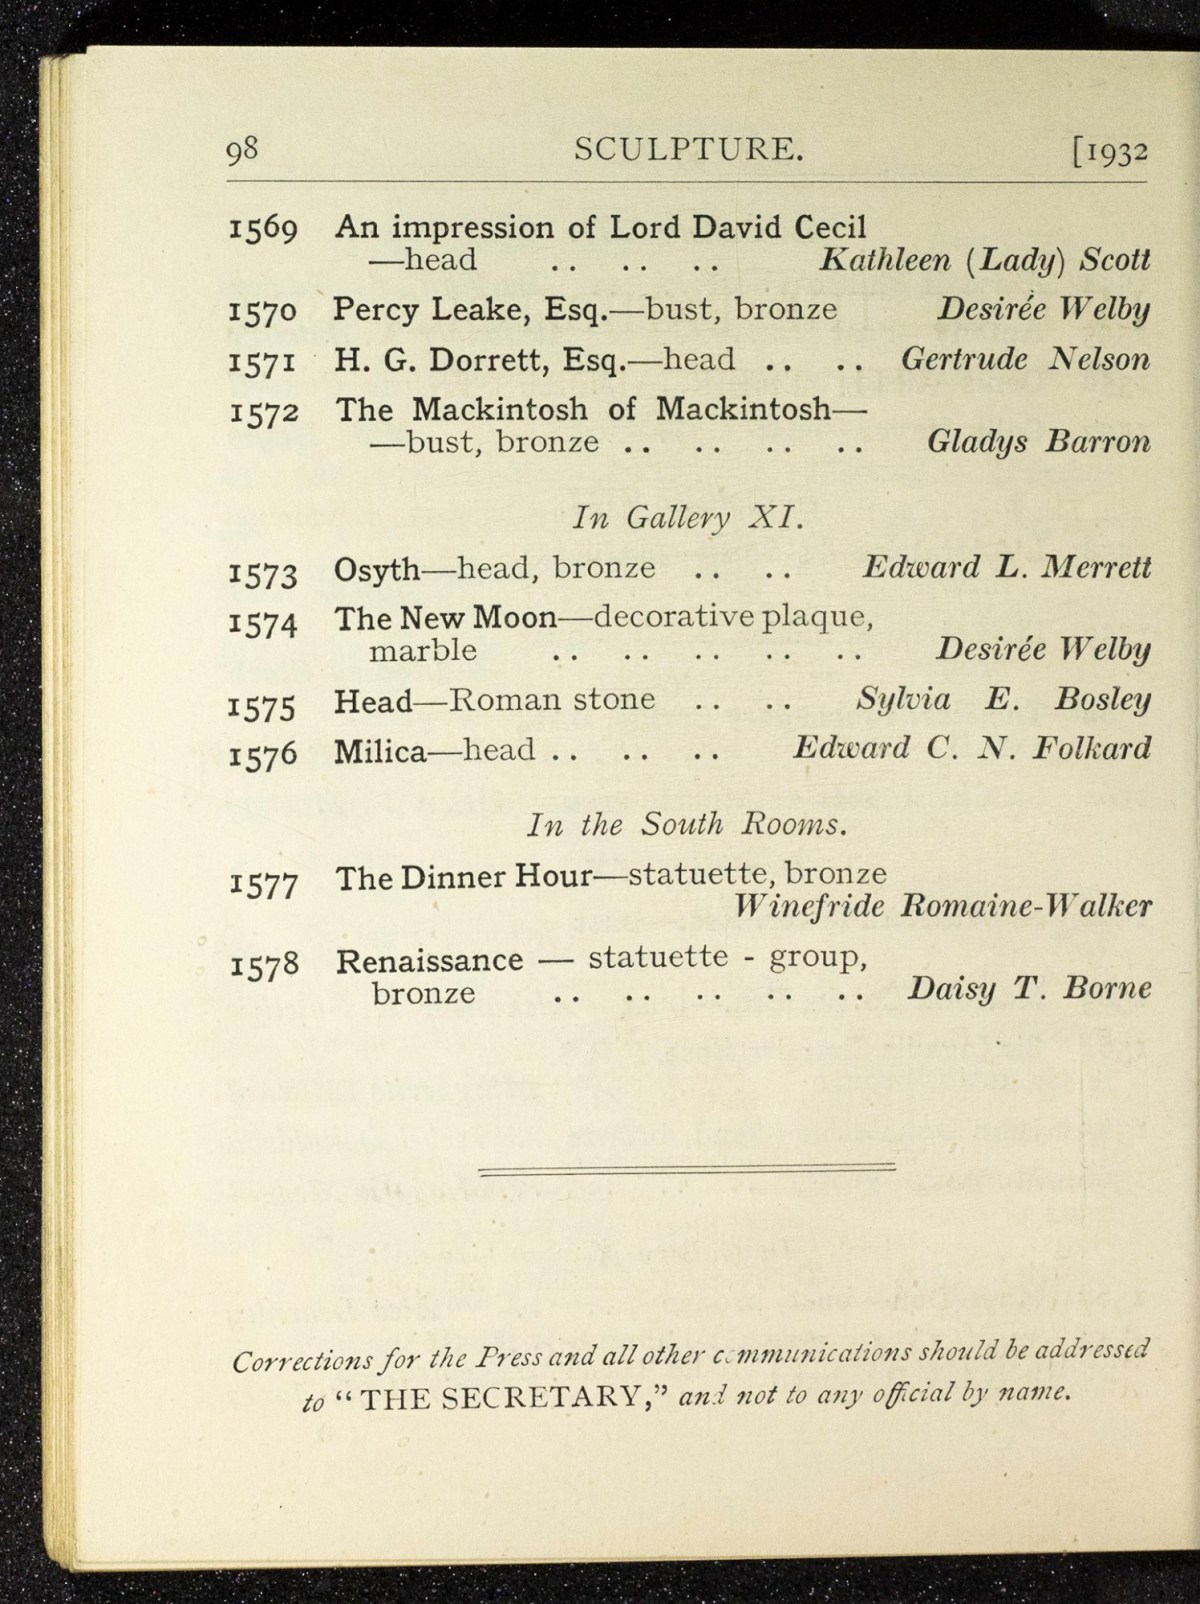 98 SCULPTURE. [1932
1569 An impression of Lord David Cecil
—head .. .. .. Kathleen (Lady) Scott
1570 Percy Leake, Esq.—bust, bronze Desirée Welby
1571 H. G. Dorrett, Esq.—head .. .. Gertrude Nelson
1572 The Mackintosh of Mackintosh—
—bust, bronze .. .. .. .. Gladys Barron
In Gallery XI.
1573 Osyth—head, bronze .. .. Edward L. Merrett
1574 The New Moon—decorative plaque,
marble .. .. .. .. .. Desirée Welby
1575 Head—Roman stone .. .. Sylvia E. Bosley
1576 Milica—head .. .. .. Edward C. N. Folkard
In the South Rooms.
1577 The Dinner Hour—statuette, bronze
Winefride Romaine-Walker
1578 Renaissance — statuette - group,
bronze .. .. .. .. .. Daisy T. Borne
Corrections for the Press and all other communications should be addressed
to "THE SECRETARY," and not to any official by name.